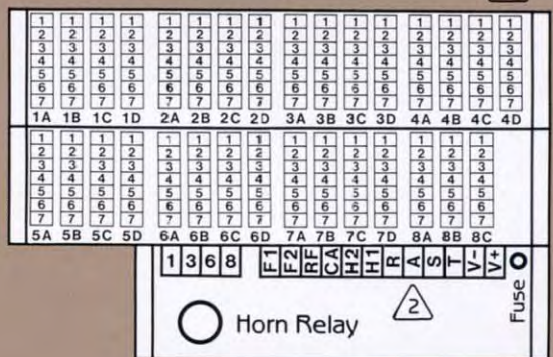 1 1 1 1 1 1 1 1 1 1 1 1 1 1 1 1
2 2 2 2 2 2 2 2 2 2 2 2 2 2 2 2
3 3 3 3 3 3 3 3 3 3 3 3 3 3 3 3
4 4 4 4 4 4 4 4 4 4 4 4 4 4 4 4
5 5 5 5 5 5 5 5 5 5 5 5 5 5 5 5
6 6 6 6 6 6 6 6 6 6 6 6 6 6 6 6
7 7 7 7 7 7 7 7 7 7 7 7 7 7 7 7
1A 1B 1C 1D 2A 2B 2C 2D 3A 3B 3C 3D 4A 4B 4C 4D
1 1 1 1 1 1 1 1 1 1 1 1 1 1 1
2 2 2 2 2 2 2 2 2 2 2 2 2 2 2
3 3 3 3 3 3 3 3 3 3 3 3 3 3 3
4 4 4 4 4 4 4 4 4 4 4 4 4 4 4
5 5 5 5 5 5 5 5 5 5 5 5 5 5 5
6 6 6 6 6 6 6 6 6 6 6 6 6 6 6
7 7 7 7 7 7 7 7 7 7 7 7 7 7 7
5A 5B 5C 5D 6A 6B 6C 6D 7A 7B 7C 7D 8A 8B 8C
1 3 6 8 F1 F2 RF CA H2 H1 R A S T V- V+
Fuse
2
Horn Relay